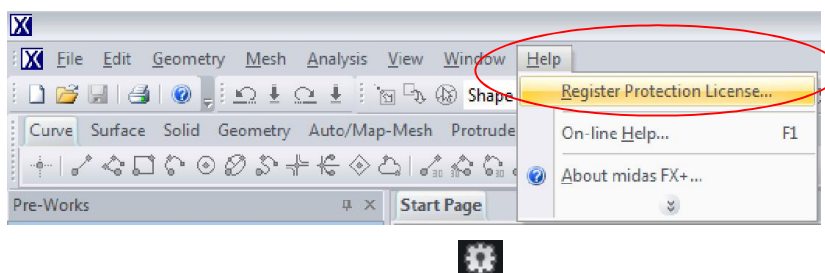 File Edit Geometry Mesh Analysis View Window Help
Shape
Register Protection License...
Curve Surface Solid Geometry Auto/Map-Mesh Protrude
On-line Help... F1
About midas FX+...
Pre-Works Start Page